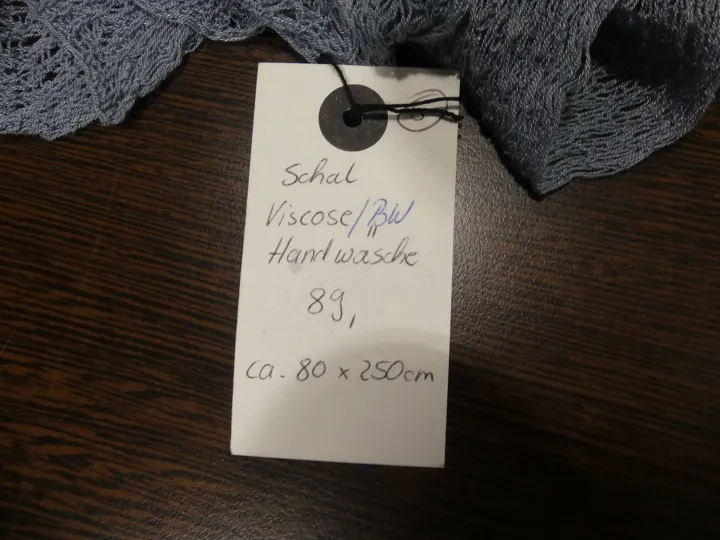 Schal
Viscose/BW
Handwäsche
89,
ca. 80 x 250cm